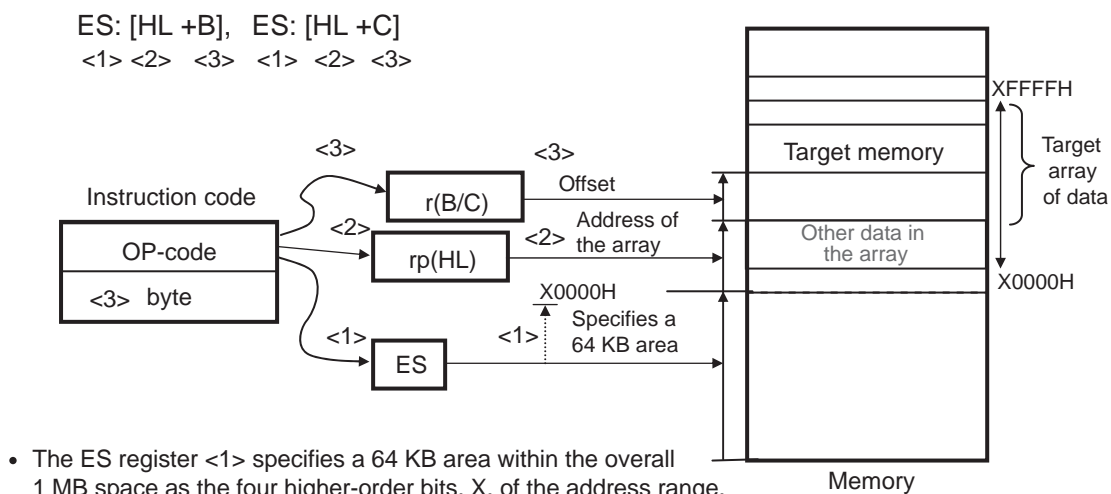 ES: [HL +B], ES: [HL +C]
<1> <2> <3> <1> <2> <3>
XFFFFH
Target
array
of data
Target memory
<3>
<3>
Offset
r(B/C)
Instruction code
OP-code
<3> byte
<2>
rp(HL)
<2>
Address of
the array
Other data in
the array
X0000H
X0000H
<1>
ES
<1>
Specifies a
64 KB area
Memory
• The ES register <1> specifies a 64 KB area within the overall
1 MB space as the four higher-order bits, X, of the address range.